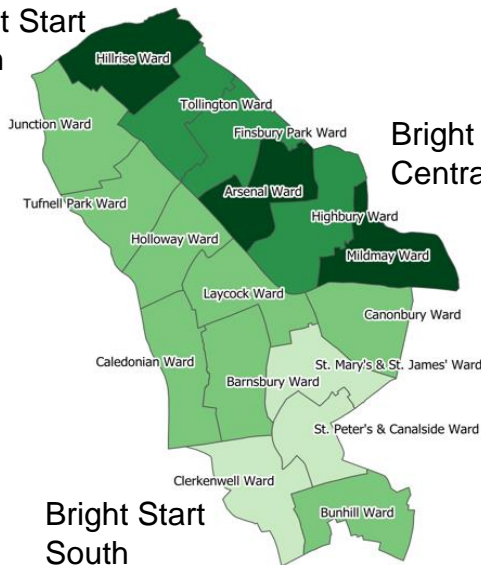 t Start
Hillrise Ward
Tollington Ward
Junction Ward
Finsbury Park Ward
Bright
Centra
Arsenal Ward
Tufnell Park Ward
Highbury Ward
Holloway Ward
Mildmay Ward
Laycock Ward
Canonbury Ward
Caledonian Ward
St. Mary's & St. James' Ward
Barnsbury Ward
St. Peter's & Canalside Ward
Clerkenwell Ward
Bunhill Ward
Bright Start
South